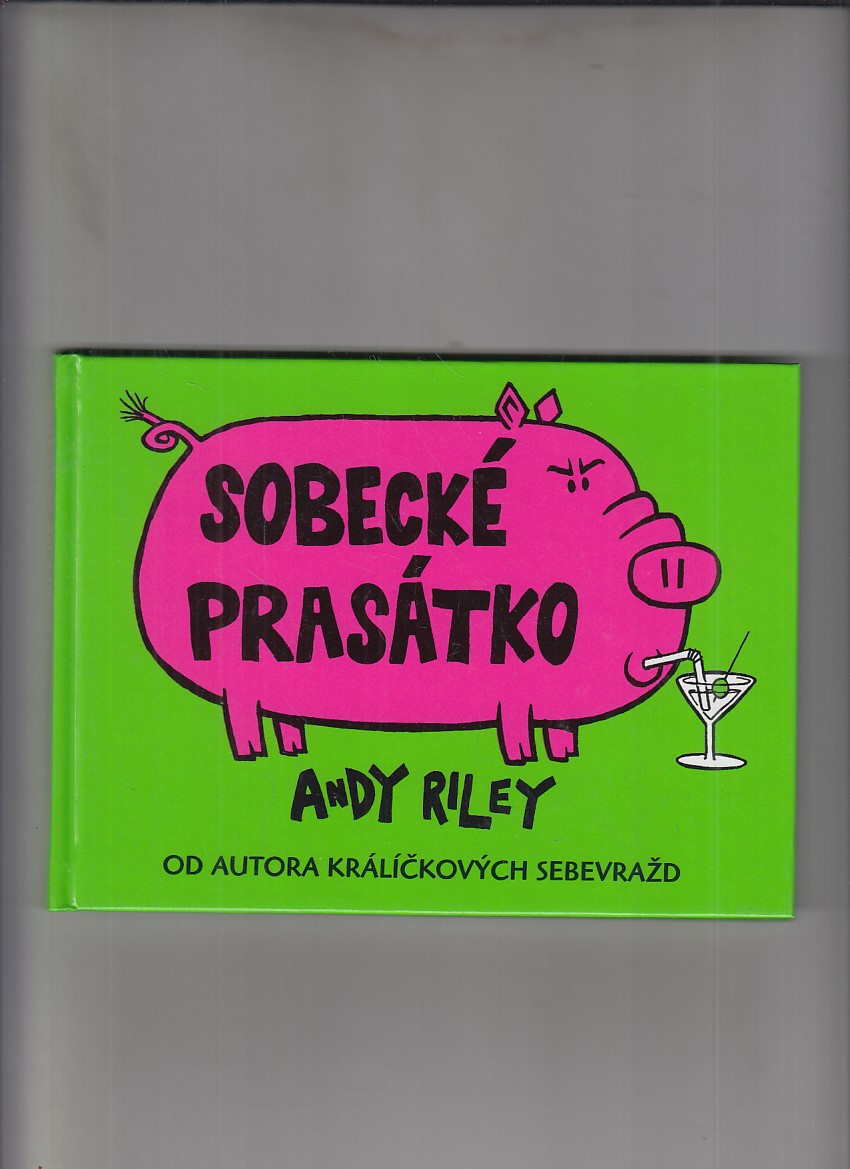 SOBECKÉ
PRASÁTKO
ANDY RILEY
OD AUTORA KRÁLÍČKOVÝCH SEBEVRAŽD